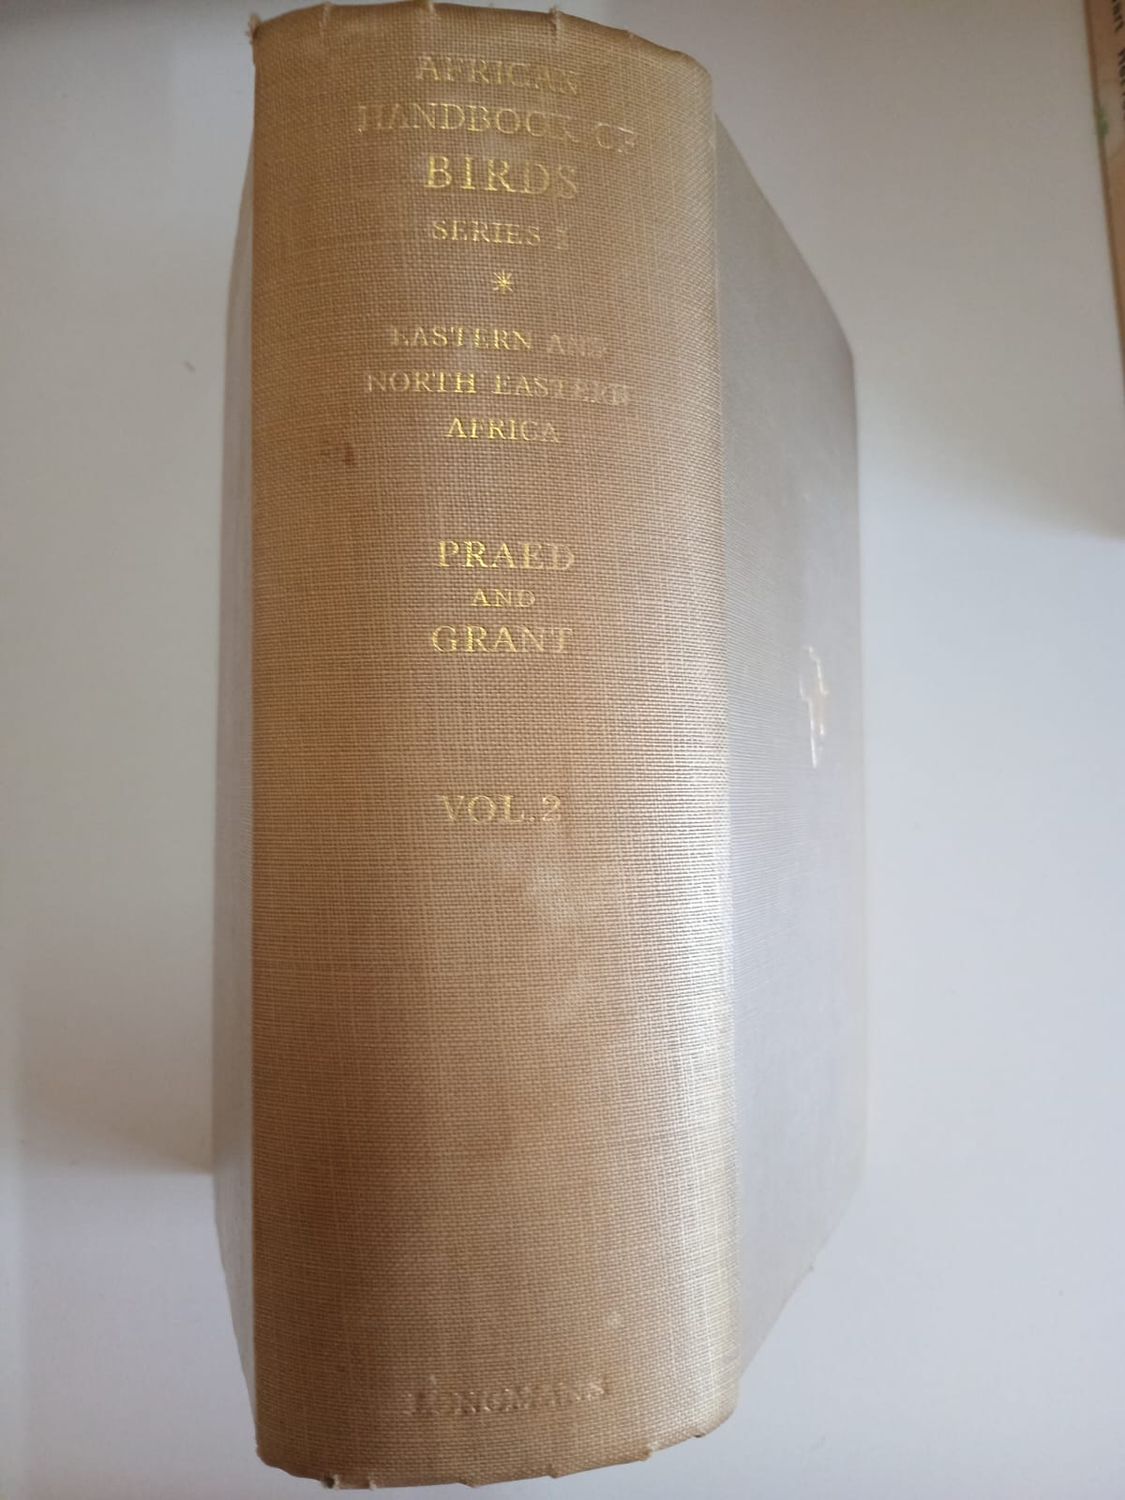 AFRICAN
HANDBOOK OF
BIRDS
SERIES I
*
EASTERN AND
NORTH EASTERN
AFRICA
PRAED
AND
GRANT
VOL.2
LONGMANS